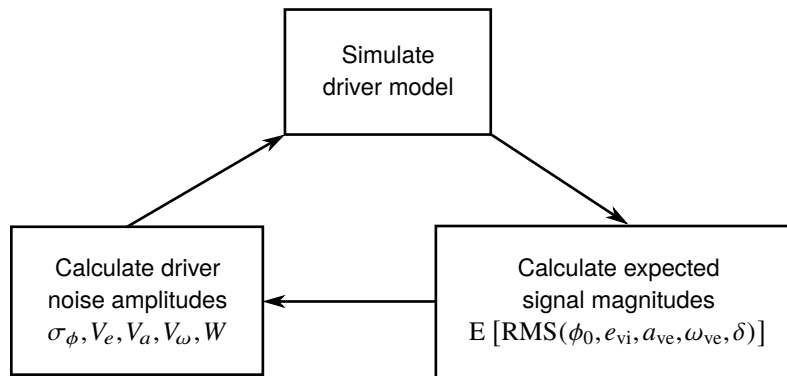 Simulate
driver model
Calculate driver
noise amplitudes
σ_ϕ, V_e, V_a, V_ω, W
Calculate expected
signal magnitudes
E [RMS(ϕ_0, e_vi, a_ve, ω_ve, δ)]